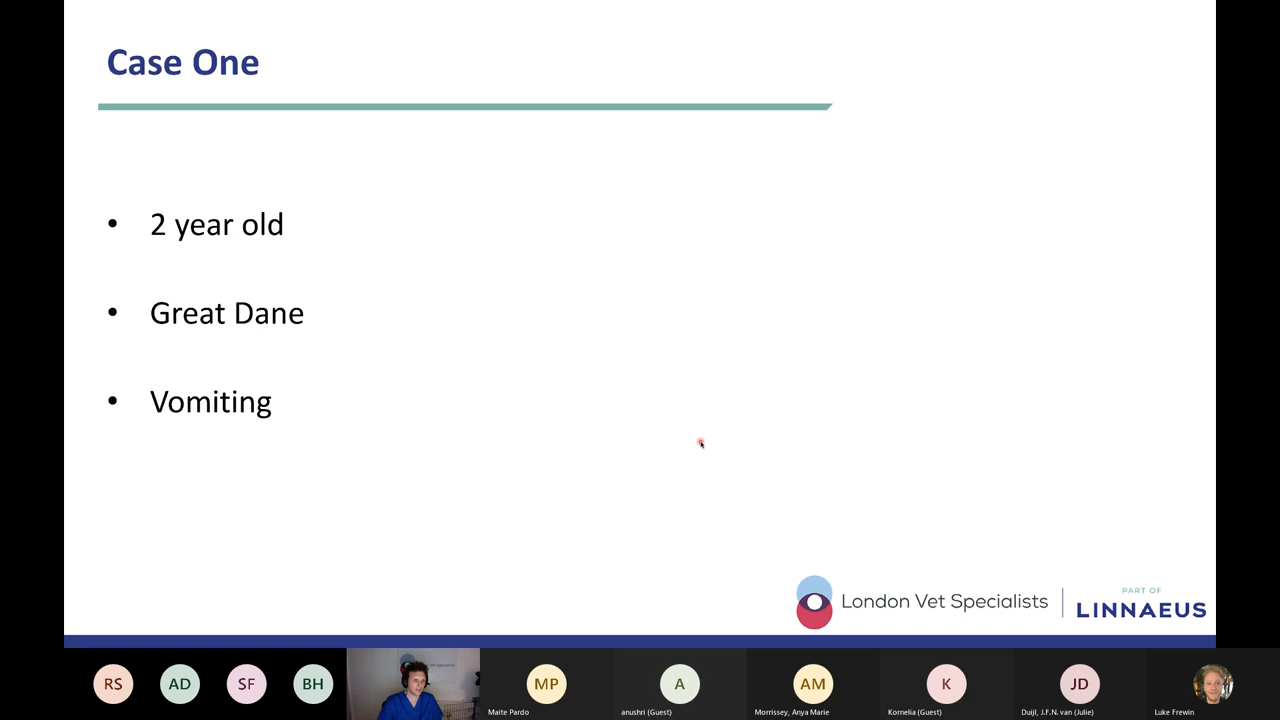 Case One
• 2 year old
• Great Dane
• Vomiting
London Vet Specialists
PART OF
LINNAEUS
RS
AD
SF
BH
MP
A
AM
K
JD
Maite Pardo
anushri (Guest)
Morrissey, Anya Marie
Kornelia (Guest)
Duijl, J.F.N. van (Julie)
Luke Frewin